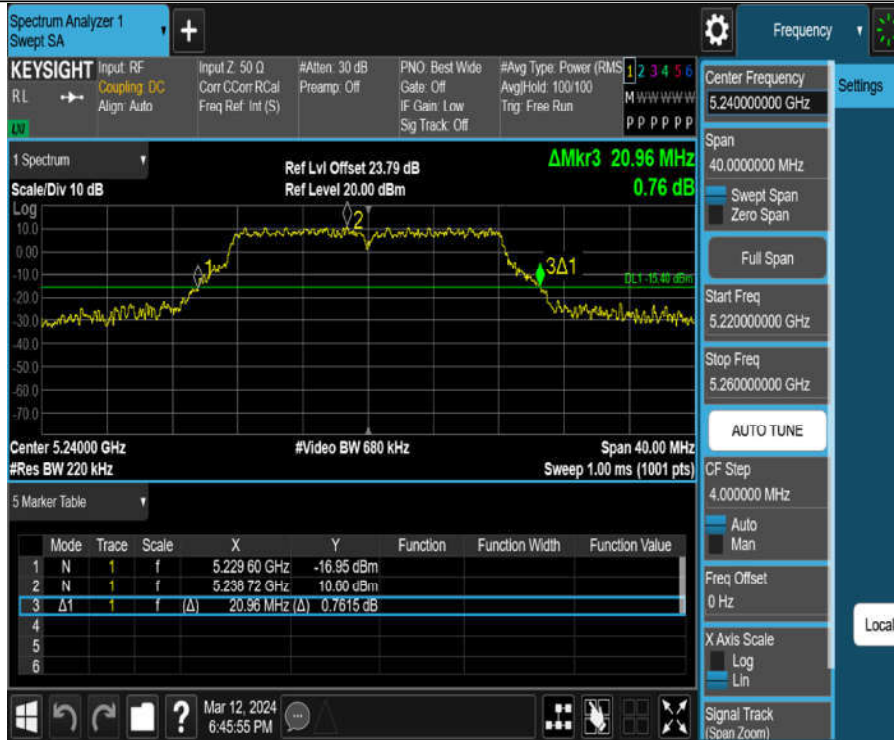 Spectrum Analyzer 1
Swept SA
+
Frequency
KEYSIGHT
RL
LXI
Input: RF
Coupling: DC
Align: Auto
Input Z: 50 Ω
Corr CCorr RCal
Freq Ref: Int (S)
#Atten: 30 dB
Preamp: Off
PNO: Best Wide
Gate: Off
IF Gain: Low
Sig Track: Off
#Avg Type: Power (RMS
Avg|Hold: 100/100
Trig: Free Run
1 2 3 4 5 6
M W W W W W
P P P P P P
1 Spectrum
Scale/Div 10 dB
Ref Lvl Offset 23.79 dB
Ref Level 20.00 dBm
ΔMkr3 20.96 MHz
0.76 dB
Log
10.0
0.00
-10.0
-20.0
-30.0
-40.0
-50.0
-60.0
-70.0
1
2
3Δ1
DL1 -15.40 dBm
Center 5.24000 GHz
#Res BW 220 kHz
#Video BW 680 kHz
Span 40.00 MHz
Sweep 1.00 ms (1001 pts)
5 Marker Table
Mode Trace Scale X Y Function Function Width Function Value
1 N 1 f 5.229 60 GHz -16.95 dBm
2 N 1 f 5.238 72 GHz 10.60 dBm
3 Δ1 1 f (Δ) 20.96 MHz (Δ) 0.7615 dB
4
5
6
?
Mar 12, 2024
6:45:55 PM
Center Frequency
5.240000000 GHz
Settings
Span
40.0000000 MHz
Swept Span
Zero Span
Full Span
Start Freq
5.220000000 GHz
Stop Freq
5.260000000 GHz
AUTO TUNE
CF Step
4.000000 MHz
Auto
Man
Freq Offset
0 Hz
X Axis Scale
Log
Lin
Local
Signal Track
(Span Zoom)